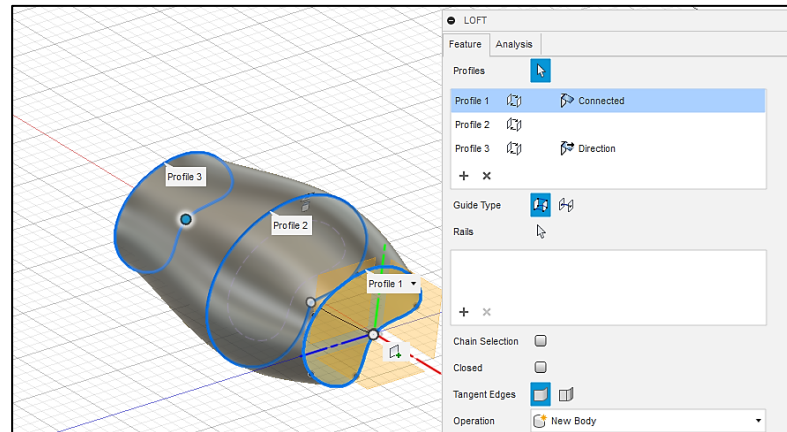 LOFT
Feature
Analysis
Profiles
Profile 1 Connected
Profile 2
Profile 3 Direction
Guide Type
Rails
Chain Selection
Closed
Tangent Edges
Operation New Body
Profile 3
Profile 2
Profile 1